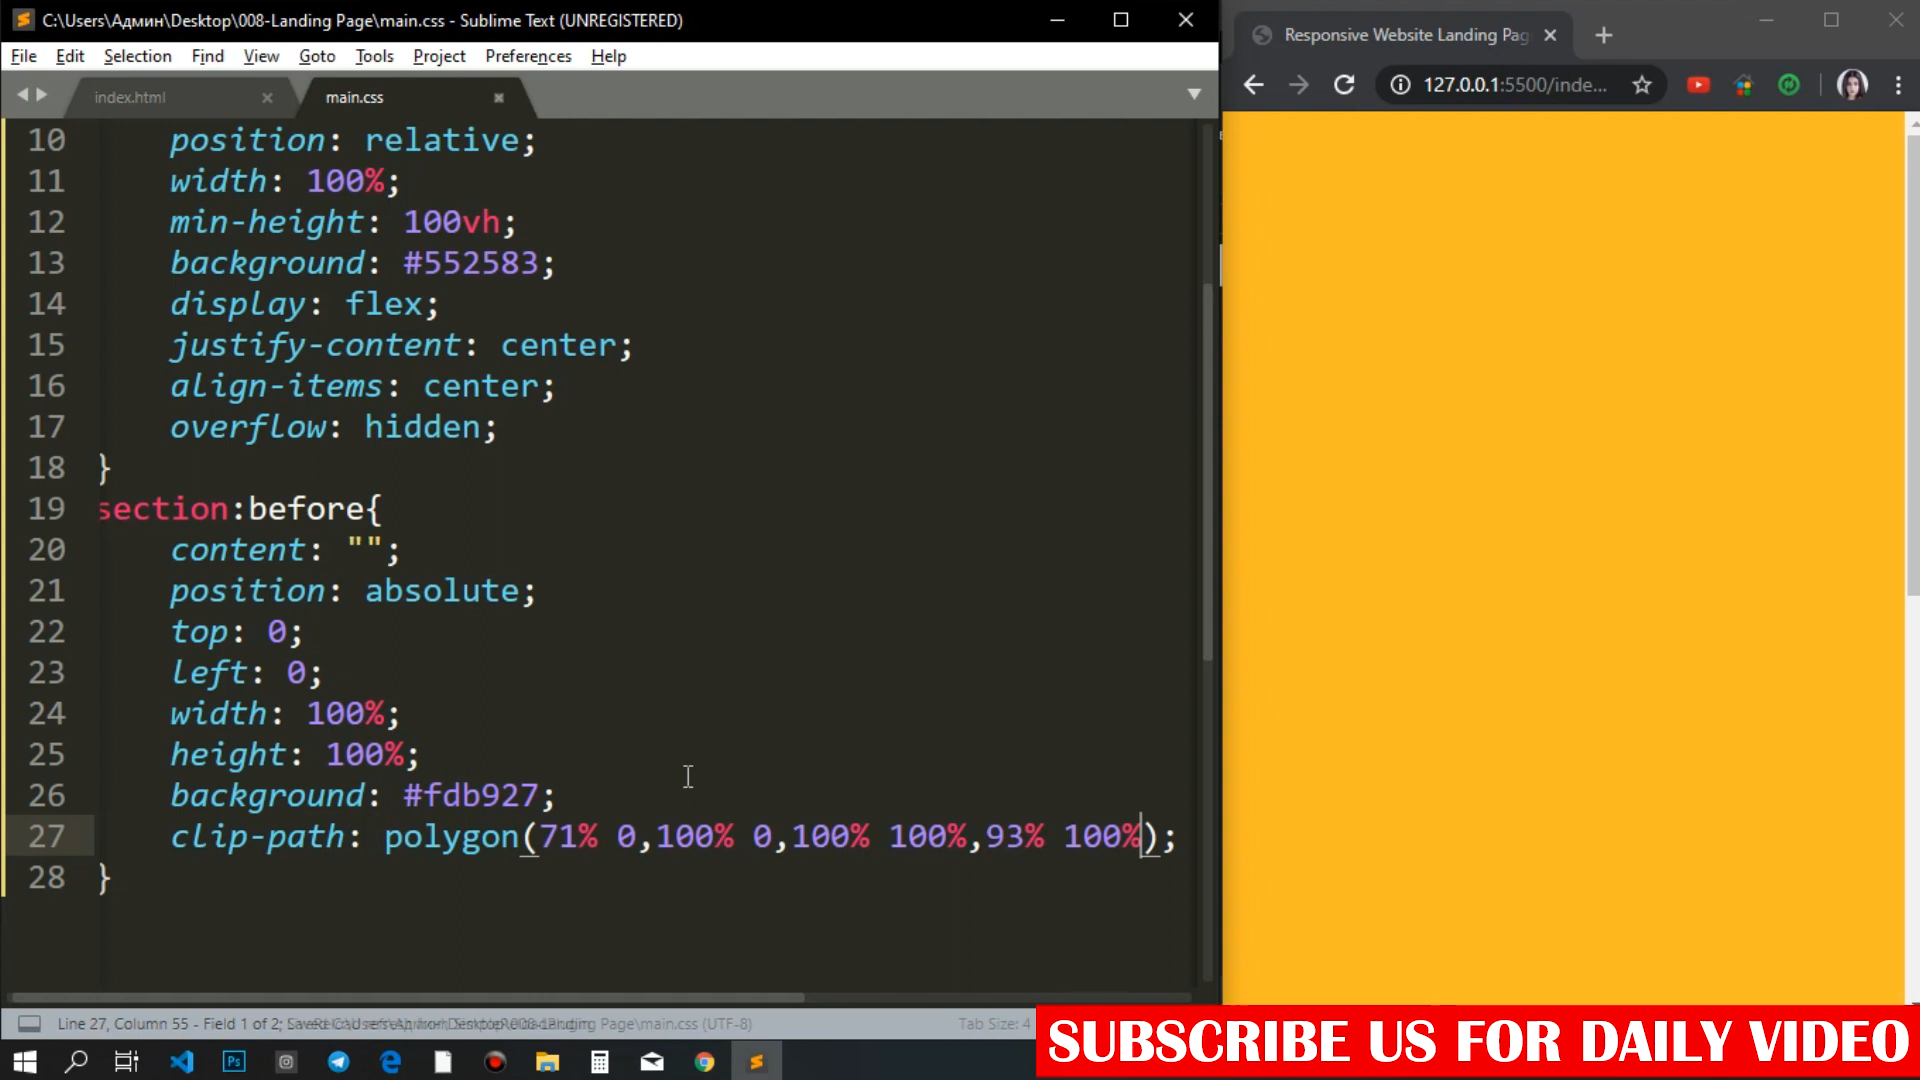 C:\Users\Админ\Desktop\008-Landing Page\main.css - Sublime Text (UNREGISTERED)
File Edit Selection Find Goto Tools Project Preferences Help
View
index.html
main.css
10 position: relative;
11 width: 100%;
12 min-height: 100vh;
13 background: #552583;
14 display: flex;
15 justify-content: center;
16 align-items: center;
17 overflow: hidden;
18 }
19 section:before{
20 content: "";
21 position: absolute;
22 top: 0;
23 left: 0;
24 width: 100%;
25 height: 100%;
26 background: #fdb927;
27 clip-path: polygon(71% 0,100% 0,100% 100%,93% 100%);
28 }
Line 27, Column 55 - Field 1 of 2; Page\main.css (UTF-8)
Tab Size: 4
Responsive Website Landing Pag
127.0.0.1:5500/inde...
Ps
SUBSCRIBE US FOR DAILY VIDEO